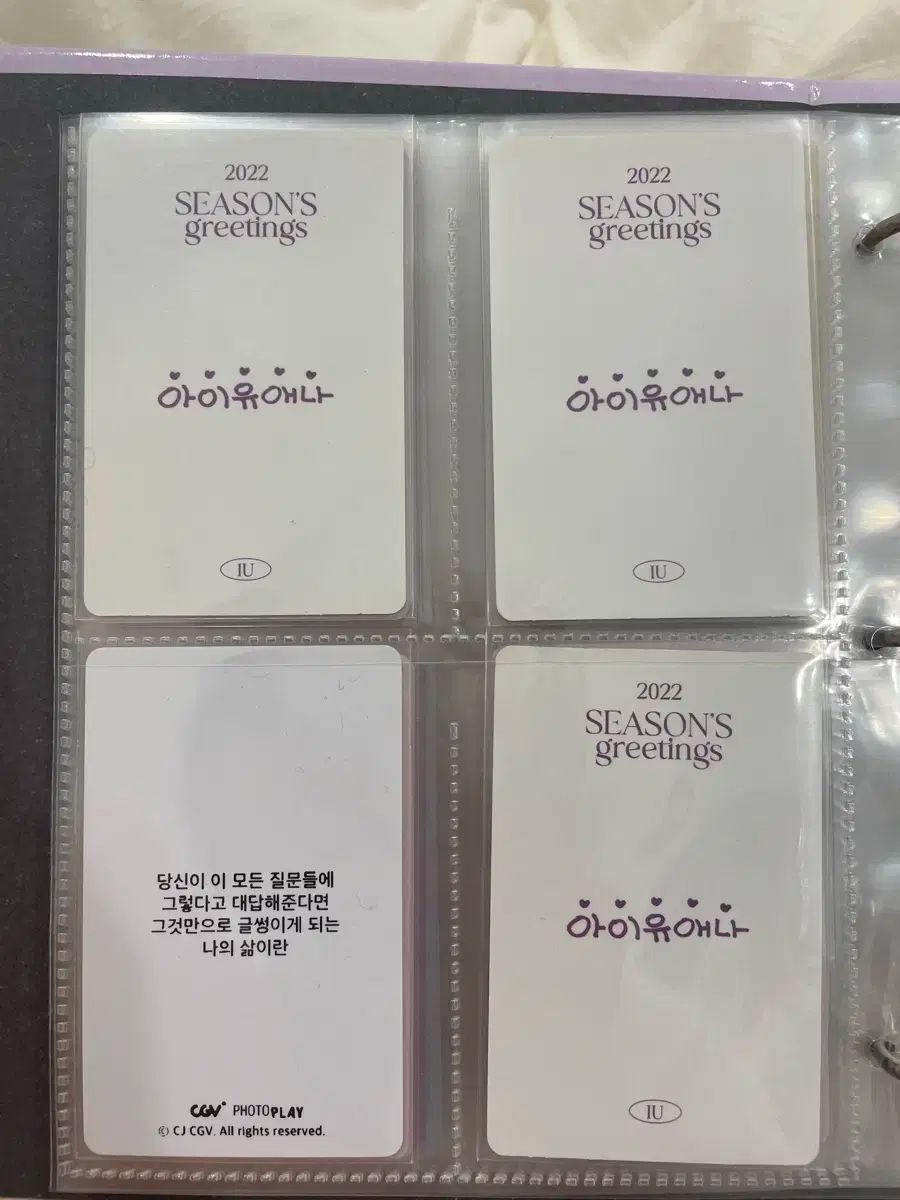 2022
SEASON'S
greetings
아이유애나
IU
2022
SEASON'S
greetings
아이유애나
IU
당신이 이 모든 질문들에
그렇다고 대답해준다면
그것만으로 글썽이게 되는
나의 삶이란
CGV PHOTOPLAY
© CJ CGV. All rights reserved.
2022
SEASON'S
greetings
아이유애나
IU